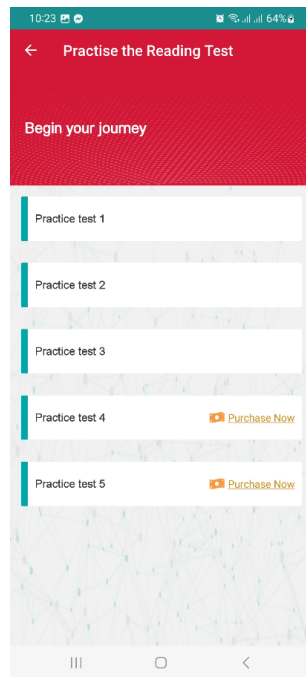 10:23 64%
Practise the Reading Test
Begin your journey
Practice test 1
Practice test 2
Practice test 3
Practice test 4 Purchase Now
Practice test 5 Purchase Now